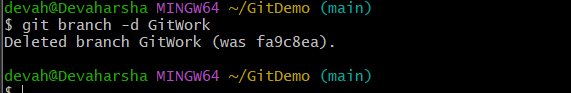 devah@Devaharsha MINGW64 ~/GitDemo (main)
$ git branch -d GitWork
Deleted branch GitWork (was fa9c8ea).
devah@Devaharsha MINGW64 ~/GitDemo (main)
$